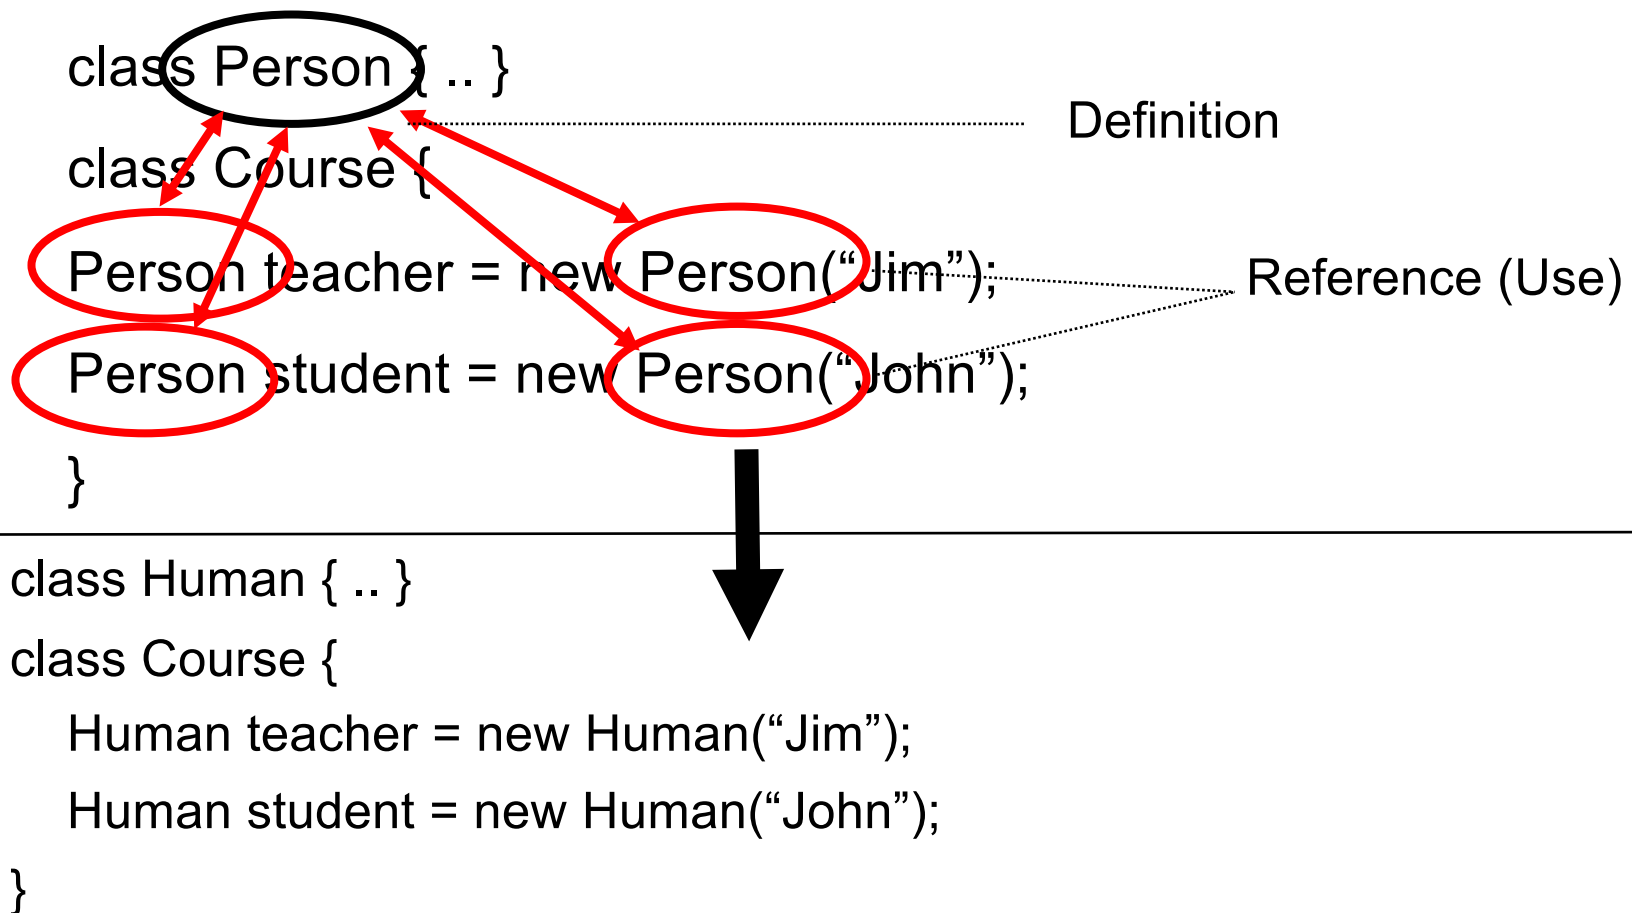 class Person { .. }
Definition
class Course {
Person teacher = new Person(“Jim”);
Reference (Use)
Person student = new Person(“John”);
}
class Human { .. }
class Course {
Human teacher = new Human(“Jim”);
Human student = new Human(“John”);
}